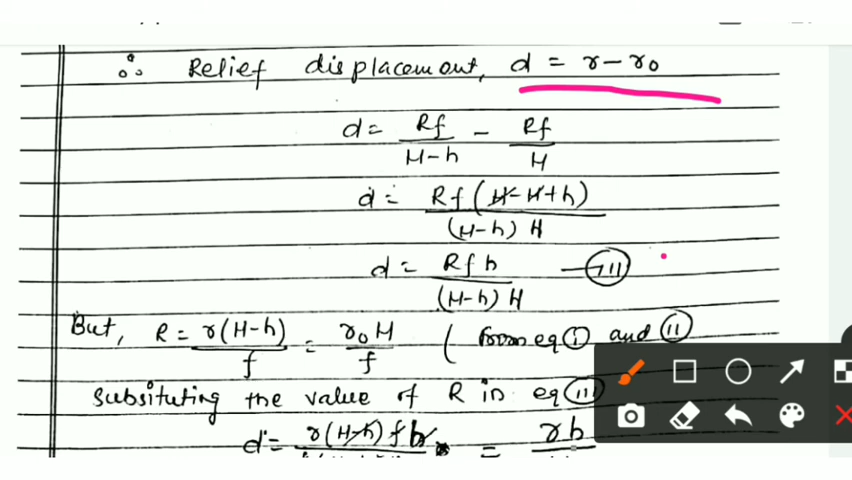 ∴ Relief displacement, d = r - r₀
d = Rf/(H-h) - Rf/H
d = Rf(H-H+h)/((H-h) H)
d = Rfh/((H-h) H) — (III)
But, R = r(H-h)/f = r₀H/f ( from eq (I) and (II)
subsituting the value of R in eq (III)
d = r(H-h) fh = rh